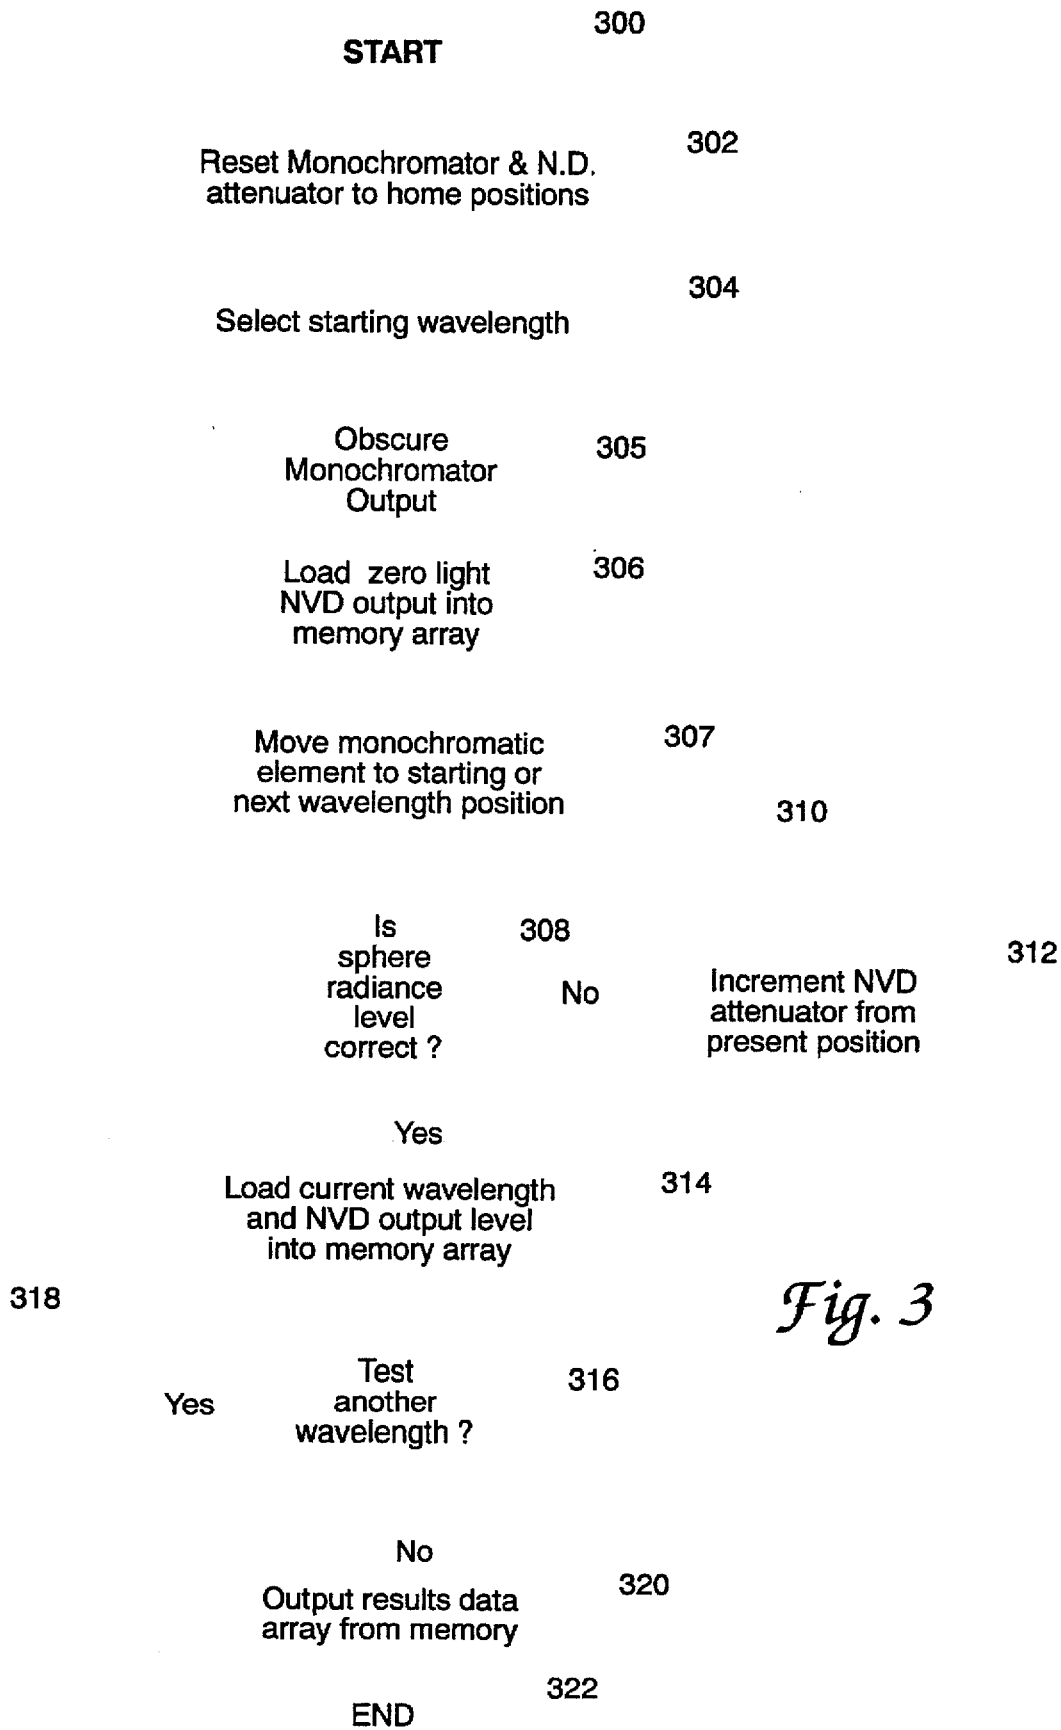 300
START
302
Reset Monochromator & N.D.
attenuator to home positions
304
Select starting wavelength
Obscure
Monochromator
Output
305
Load zero light
NVD output into
memory array
306
Move monochromatic
element to starting or
next wavelength position
307
310
Is
sphere
radiance
level
correct ?
308
No
312
Increment NVD
attenuator from
present position
Yes
Load current wavelength
and NVD output level
into memory array
314
318
Fig. 3
Yes
Test
another
wavelength ?
316
No
Output results data
array from memory
320
322
END